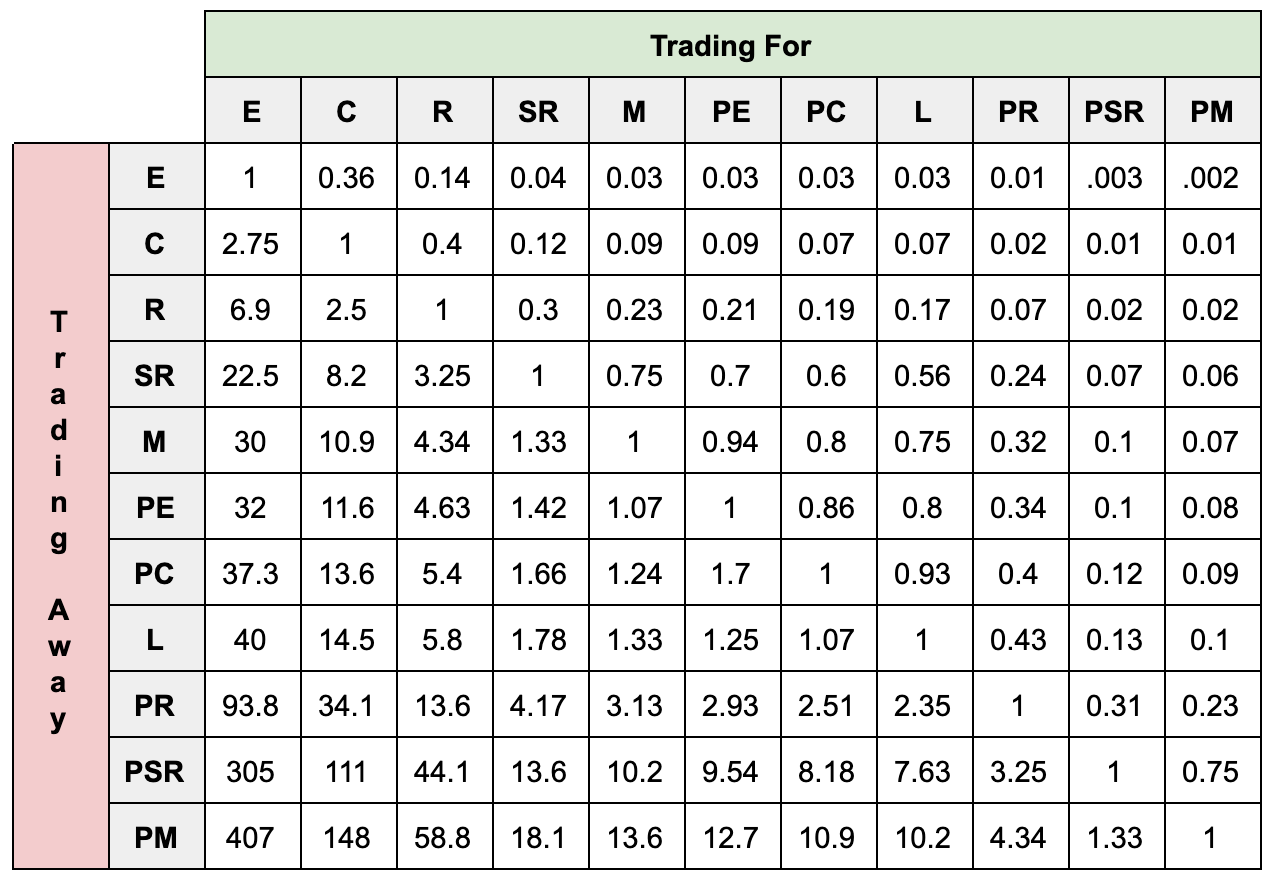 Trading For
E C R SR M PE PC L PR PSR PM
Trading Away
E 1 0.36 0.14 0.04 0.03 0.03 0.03 0.03 0.01 .003 .002
C 2.75 1 0.4 0.12 0.09 0.09 0.07 0.07 0.02 0.01 0.01
R 6.9 2.5 1 0.3 0.23 0.21 0.19 0.17 0.07 0.02 0.02
SR 22.5 8.2 3.25 1 0.75 0.7 0.6 0.56 0.24 0.07 0.06
M 30 10.9 4.34 1.33 1 0.94 0.8 0.75 0.32 0.1 0.07
PE 32 11.6 4.63 1.42 1.07 1 0.86 0.8 0.34 0.1 0.08
PC 37.3 13.6 5.4 1.66 1.24 1.7 1 0.93 0.4 0.12 0.09
L 40 14.5 5.8 1.78 1.33 1.25 1.07 1 0.43 0.13 0.1
PR 93.8 34.1 13.6 4.17 3.13 2.93 2.51 2.35 1 0.31 0.23
PSR 305 111 44.1 13.6 10.2 9.54 8.18 7.63 3.25 1 0.75
PM 407 148 58.8 18.1 13.6 12.7 10.9 10.2 4.34 1.33 1